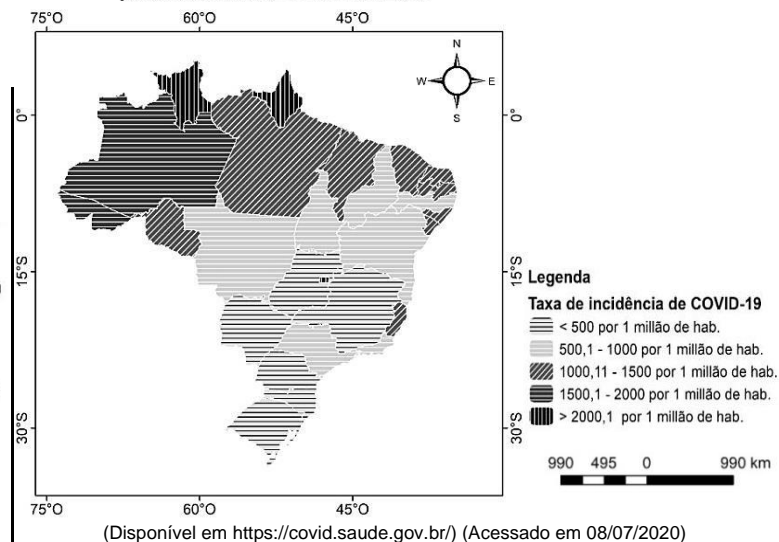 75°O 60°O 45°O
N
W E
S
0° 0°
15°S 15°S
30°S 30°S
Legenda
Taxa de incidência de COVID-19
< 500 por 1 millão de hab.
500,1 - 1000 por 1 millão de hab.
1000,11 - 1500 por 1 millão de hab.
1500,1 - 2000 por 1 millão de hab.
> 2000,1 por 1 millão de hab.
990 495 0 990 km
75°O 60°O 45°O
(Disponível em https://covid.saude.gov.br/) (Acessado em 08/07/2020)